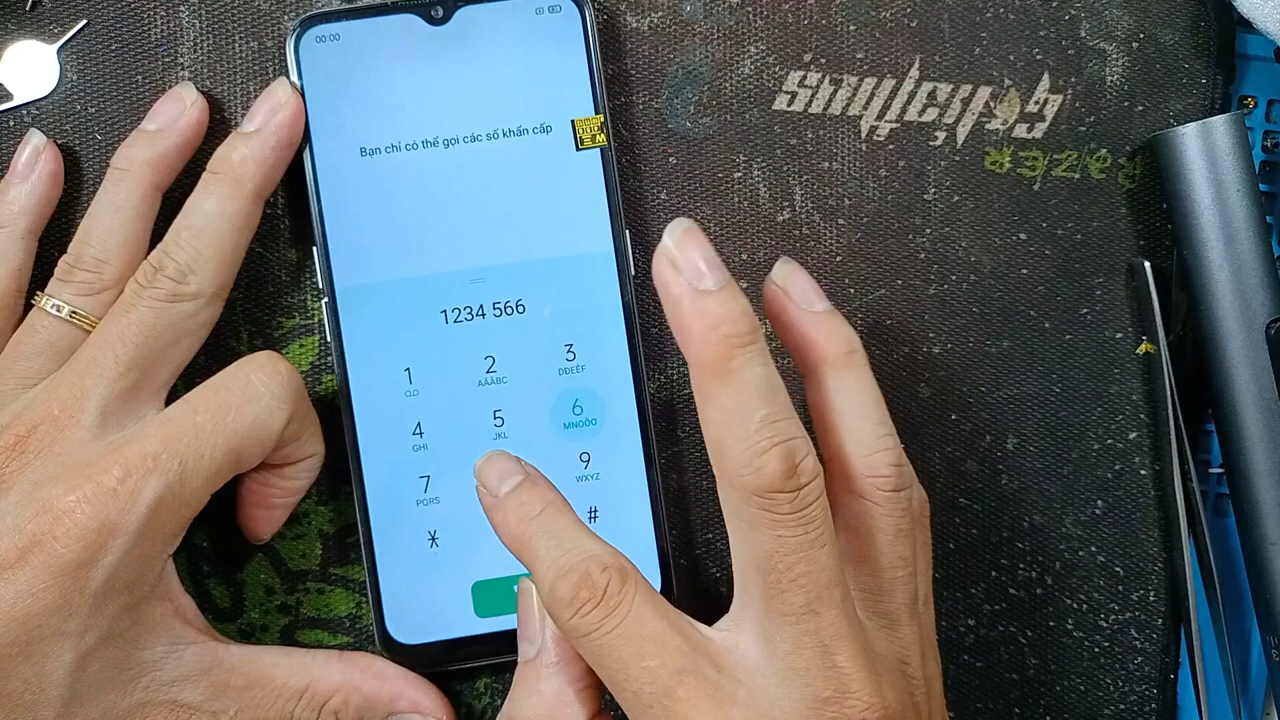 00:00
Bạn chỉ có thể gọi các số khẩn cấp
1234 566
1
2
AĂÂBC
3
DĐEÊF
4
GHI
5
JKL
6
MNOÔƠ
7
PQRS
9
WXYZ
*
#